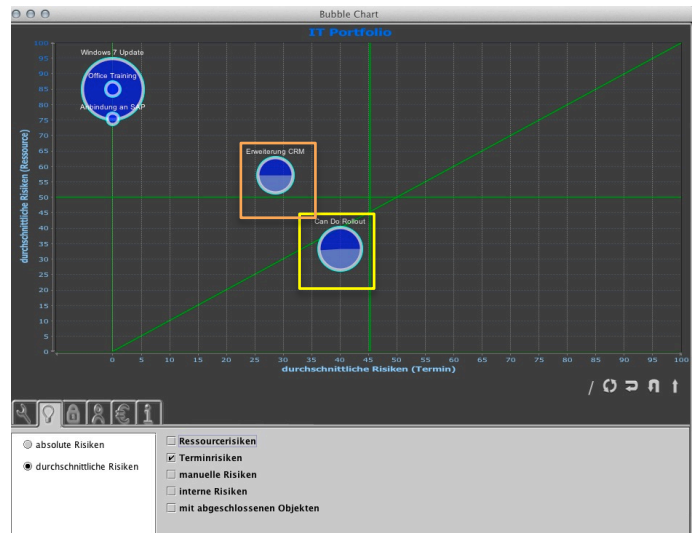 Bubble Chart
IT Portfolio
durchschnittliche Risiken (Ressource)
100
95
90
85
80
75
70
65
60
55
50
45
40
35
30
25
20
15
10
5
0
Windows 7 Update
Office Training
Anbindung an SAP
Erweiterung CRM
Can Do Rollout
0 5 10 15 20 25 30 35 40 45 50 55 60 65 70 75 80 85 90 95 100
durchschnittliche Risiken (Termin)
absolute Risiken
durchschnittliche Risiken
Ressourcerisiken
Terminrisiken
manuelle Risiken
interne Risiken
mit abgeschlossenen Objekten